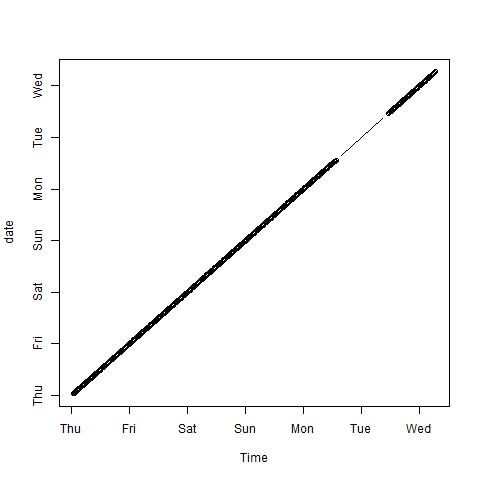 Wed
Tue
Mon
Sun
Sat
Fri
Thu
date
Thu Fri Sat Sun Mon Tue Wed
Time